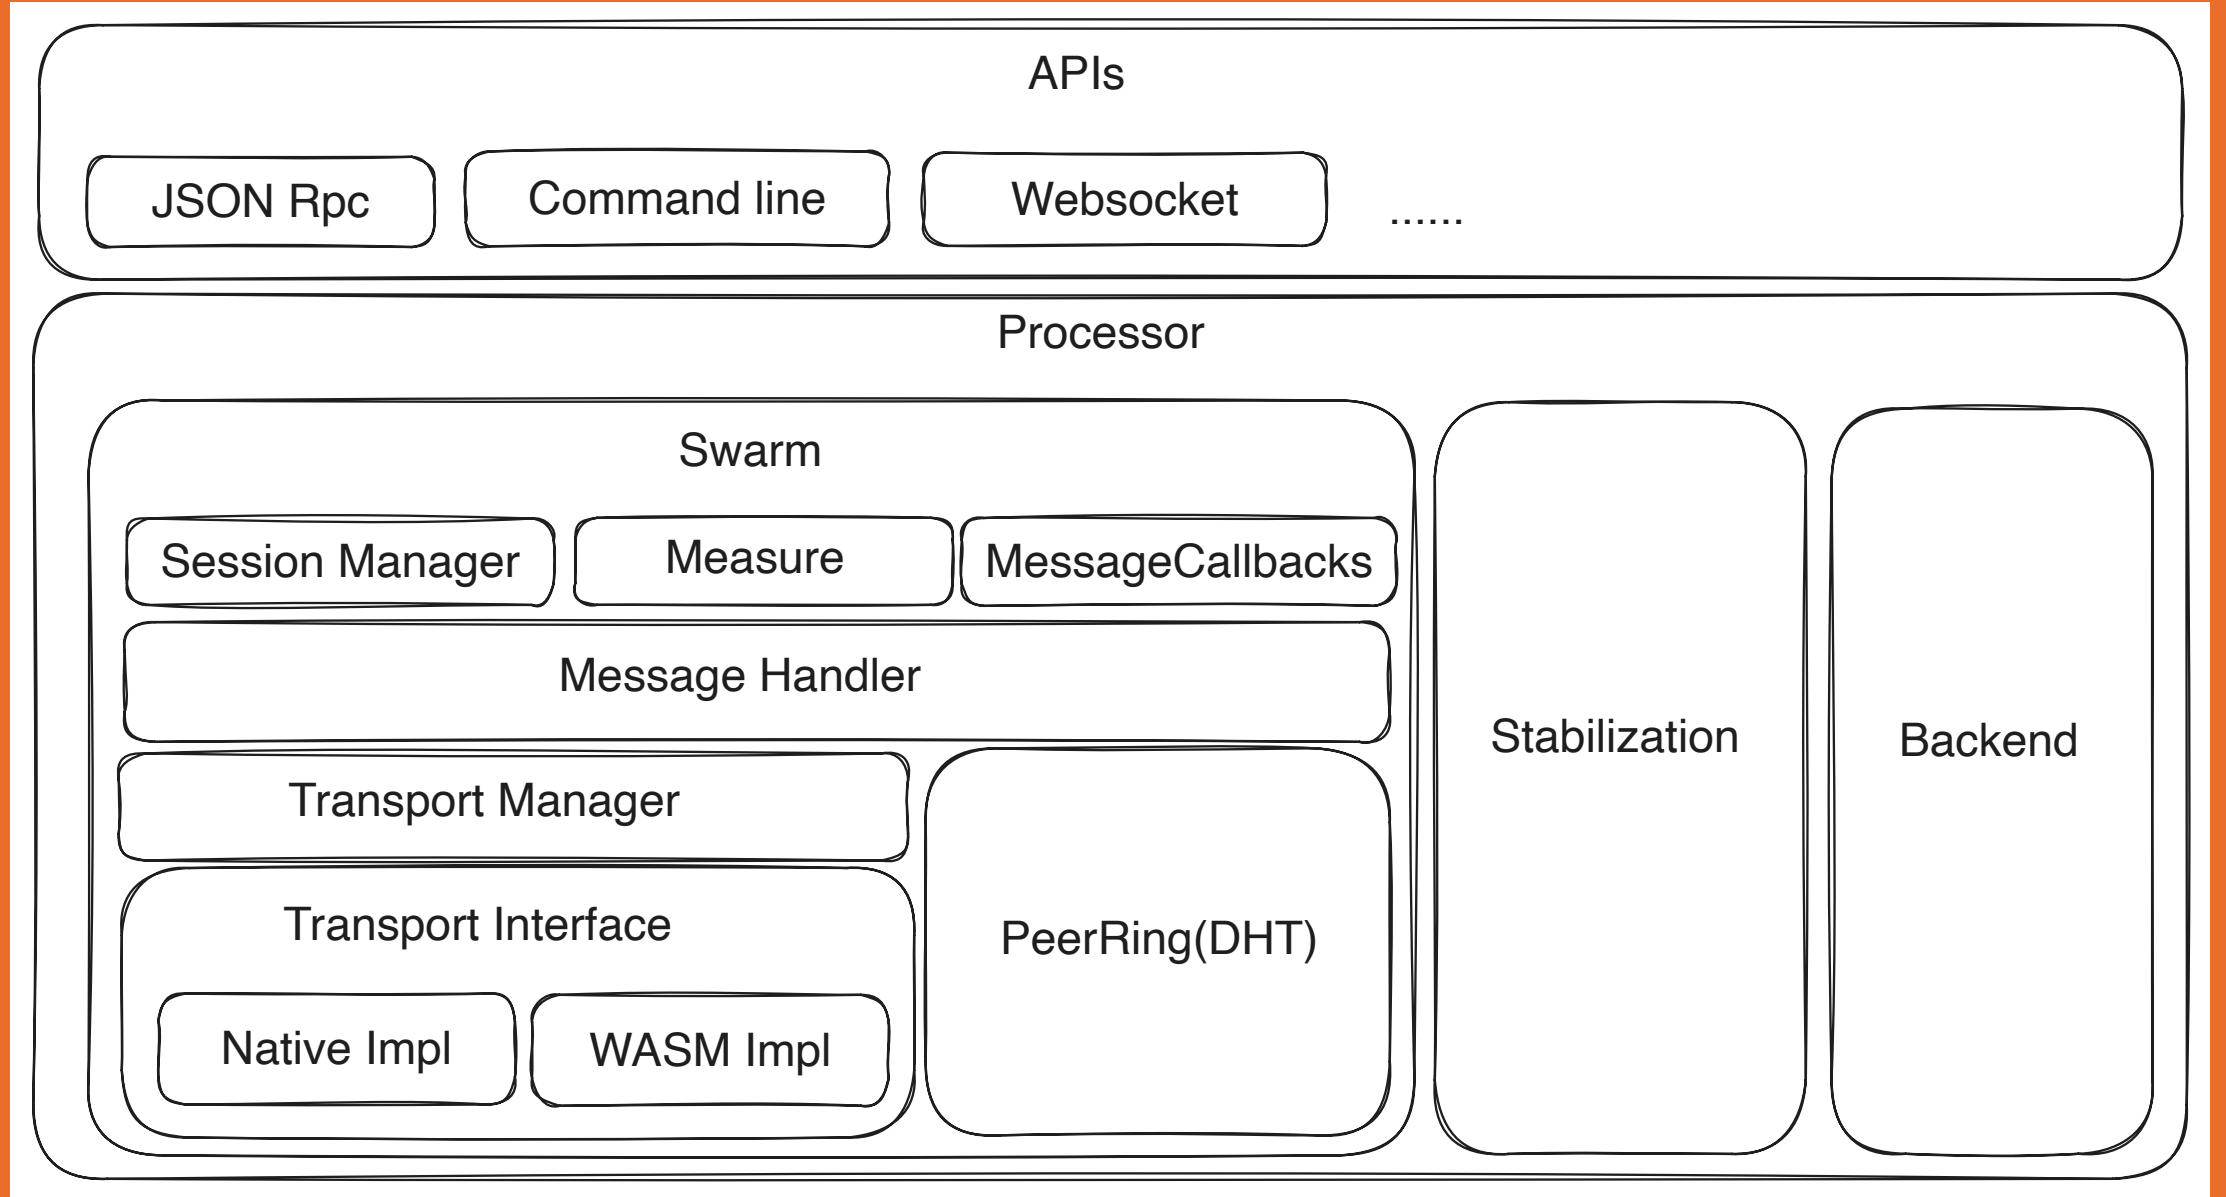 APIs
JSON Rpc
Command line
Websocket
......
Processor
Swarm
Session Manager
Measure
MessageCallbacks
Message Handler
Transport Manager
Transport Interface
Native Impl
WASM Impl
PeerRing(DHT)
Stabilization
Backend